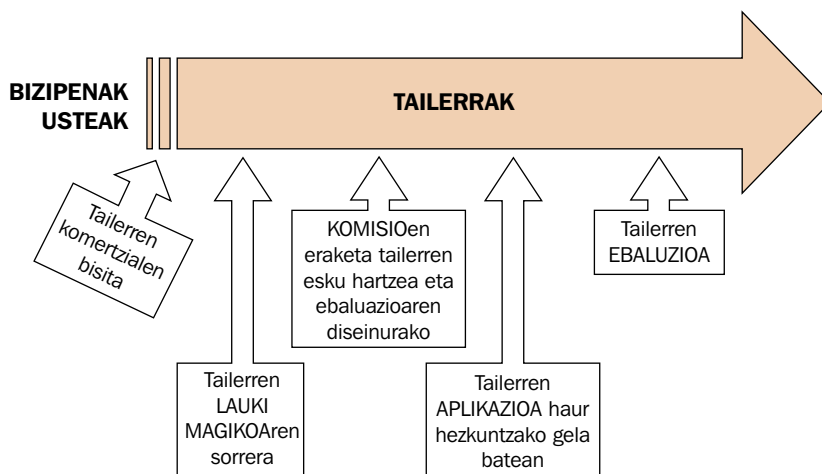 BIZIPENAK
USTEAK
TAILERRAK
Tailerren
komertzialen
bisita
Tailerren
LAUKI
MAGIKOAren
sorrera
KOMISIOen
eraketa tailerren
esku hartzea eta
ebaluazioaren
diseinurako
Tailerren
APLIKAZIOA haur
hezkuntzako gela
batean
Tailerren
EBALUZIOA